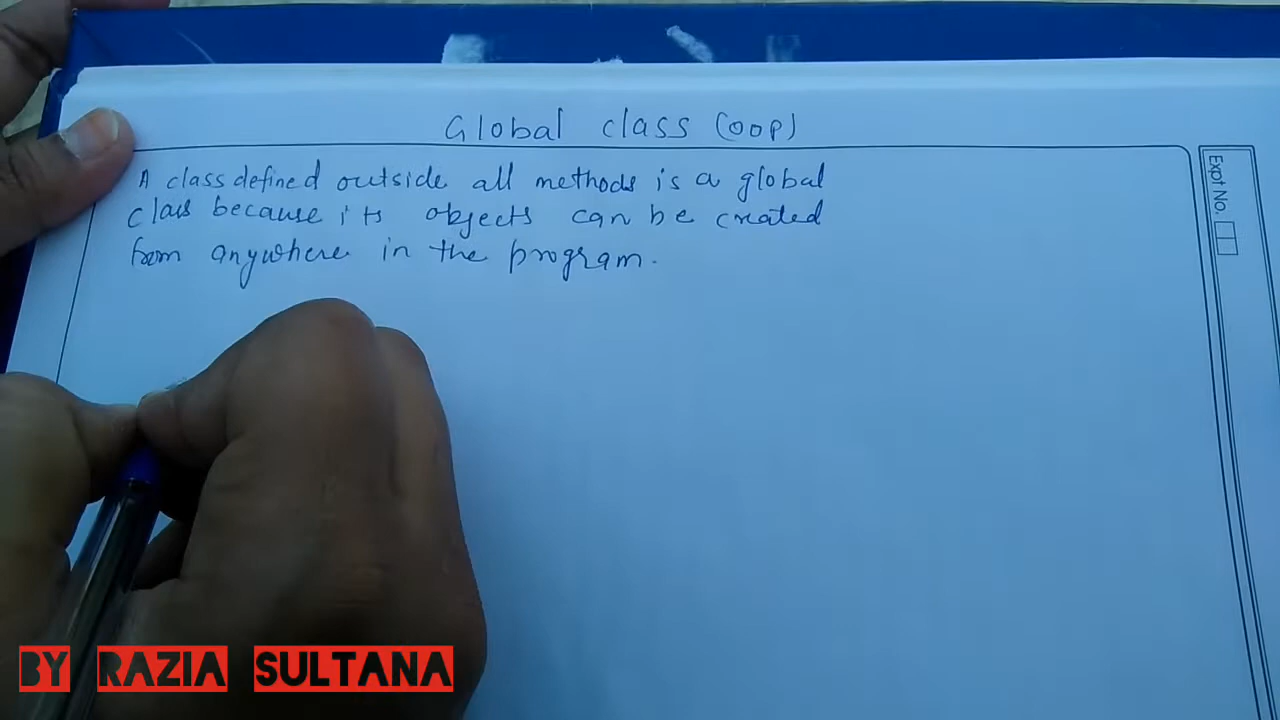 Global class (OOP)
A class defined outside all methods is a global
class because its objects can be created
from anywhere in the program.
Expt No.
BY RAZIA SULTANA